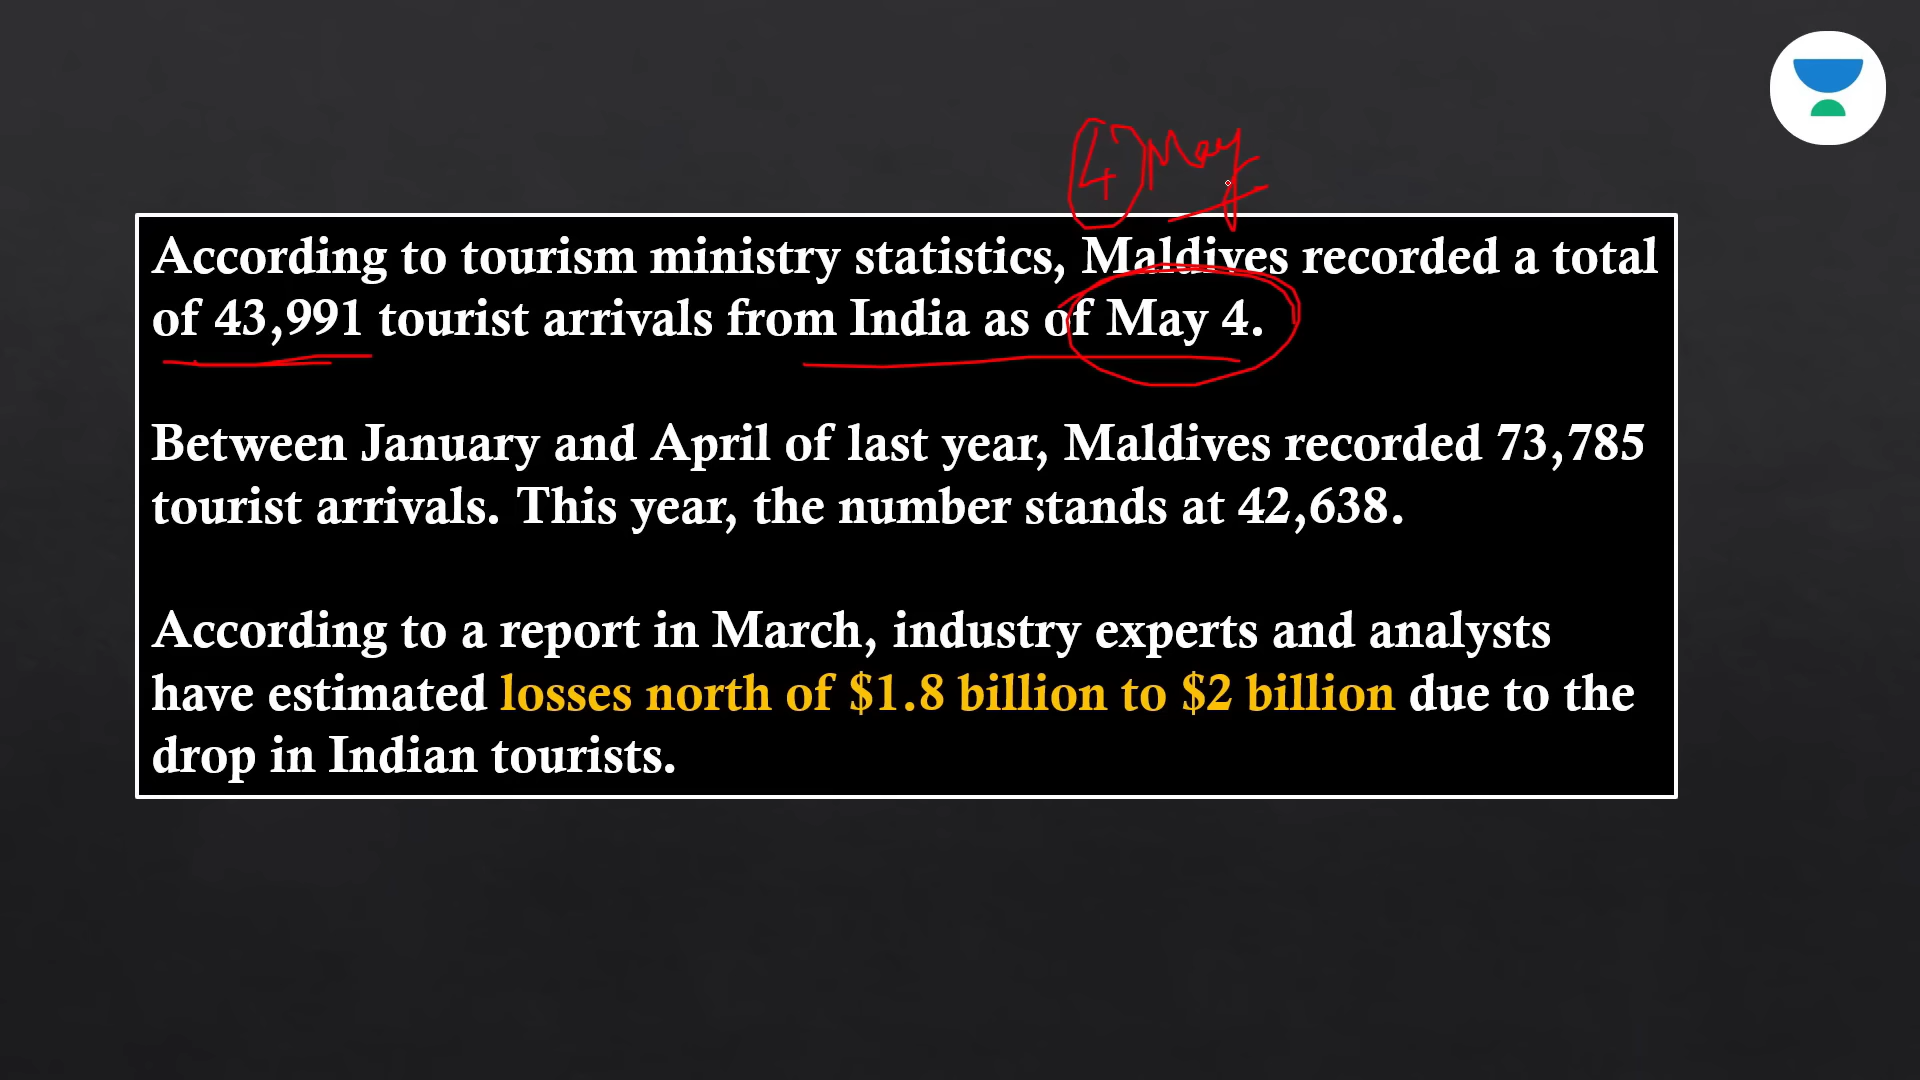 4 May
According to tourism ministry statistics, Maldives recorded a total
of 43,991 tourist arrivals from India as of May 4.
Between January and April of last year, Maldives recorded 73,785
tourist arrivals. This year, the number stands at 42,638.
According to a report in March, industry experts and analysts
have estimated losses north of $1.8 billion to $2 billion due to the
drop in Indian tourists.